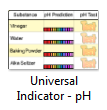 Substance pH Prediction pH Test
Vinegar
Water
Baking Powder
Alka-Seltzer
Universal
Indicator - pH